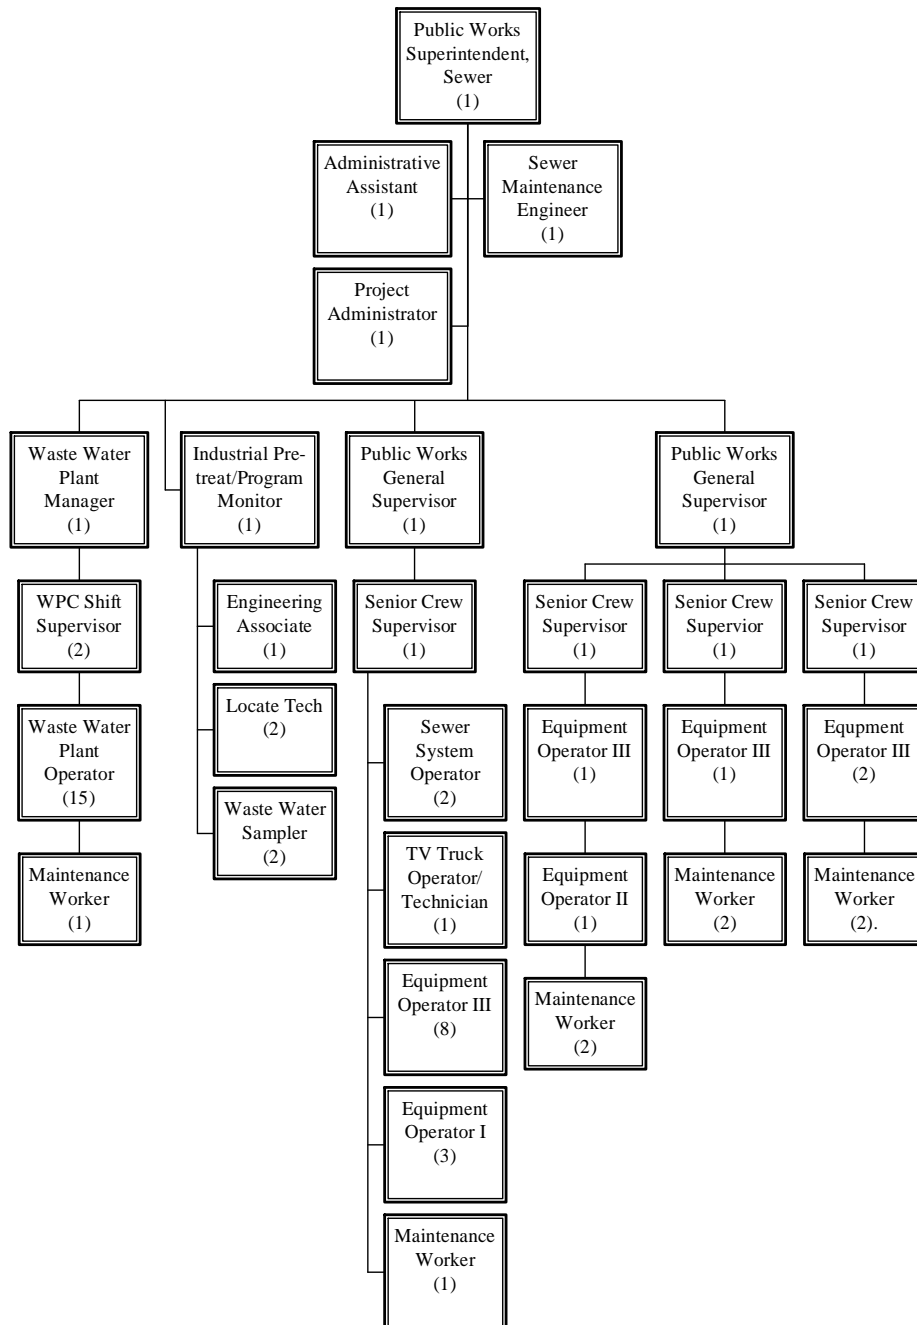 Public Works
Superintendent,
Sewer
(1)
Administrative
Assistant
(1)
Sewer
Maintenance
Engineer
(1)
Project
Administrator
(1)
Waste Water
Plant
Manager
(1)
Industrial Pre-
treat/Program
Monitor
(1)
Public Works
General
Supervisor
(1)
Public Works
General
Supervisor
(1)
WPC Shift
Supervisor
(2)
Engineering
Associate
(1)
Senior Crew
Supervisor
(1)
Senior Crew
Supervisor
(1)
Senior Crew
Supervior
(1)
Senior Crew
Supervisor
(1)
Waste Water
Plant
Operator
(15)
Locate Tech
(2)
Sewer
System
Operator
(2)
Equipment
Operator III
(1)
Equipment
Operator III
(1)
Equpment
Operator III
(2)
Waste Water
Sampler
(2)
Maintenance
Worker
(1)
TV Truck
Operator/
Technician
(1)
Equipment
Operator II
(1)
Maintenance
Worker
(2)
Maintenance
Worker
(2).
Equipment
Operator III
(8)
Maintenance
Worker
(2)
Equipment
Operator I
(3)
Maintenance
Worker
(1)